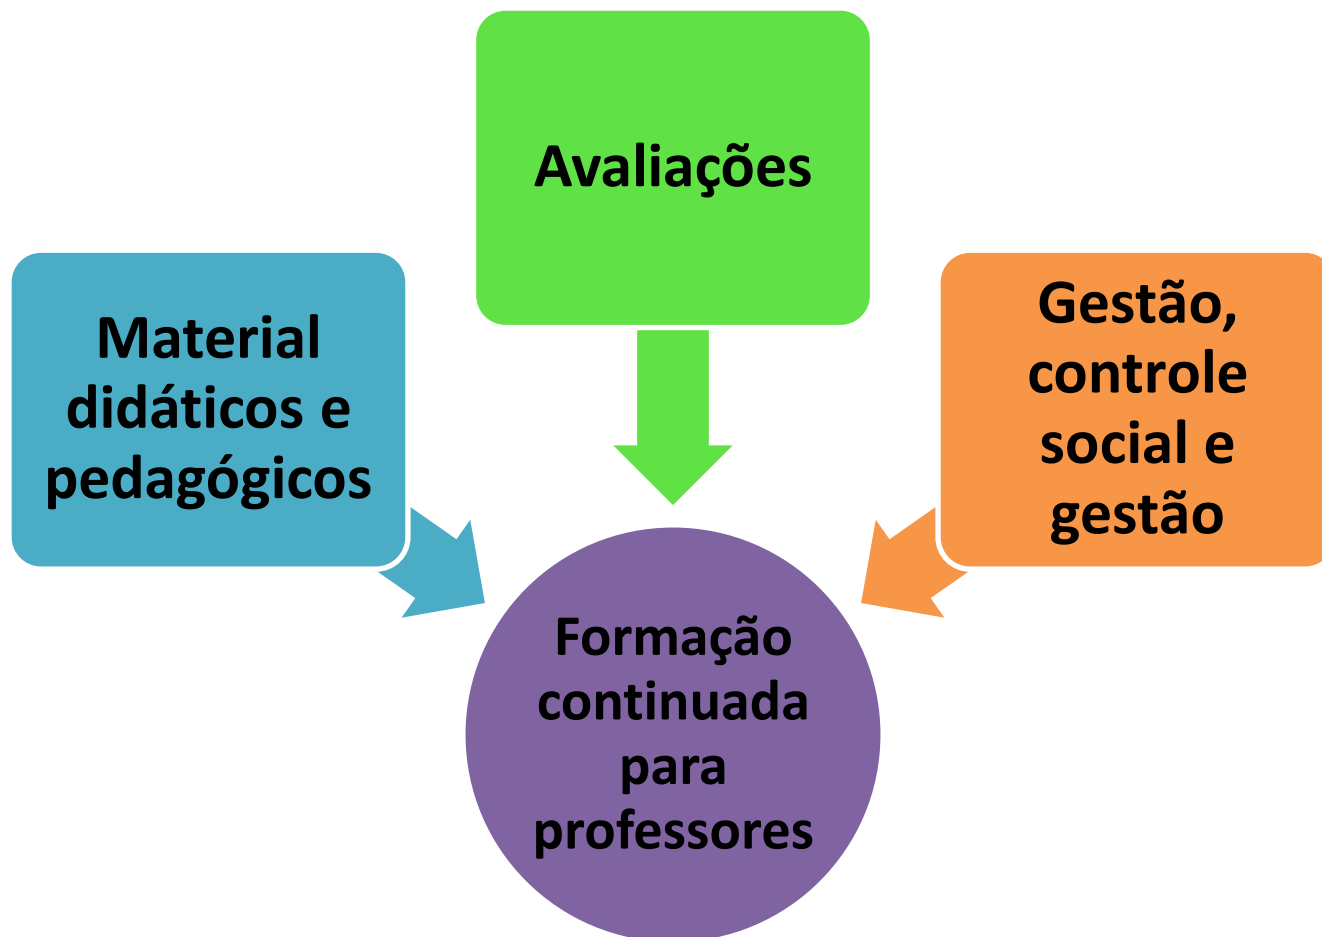 Avaliações
Material
didáticos e
pedagógicos
Gestão,
controle
social e
gestão
Formação
continuada
para
professores